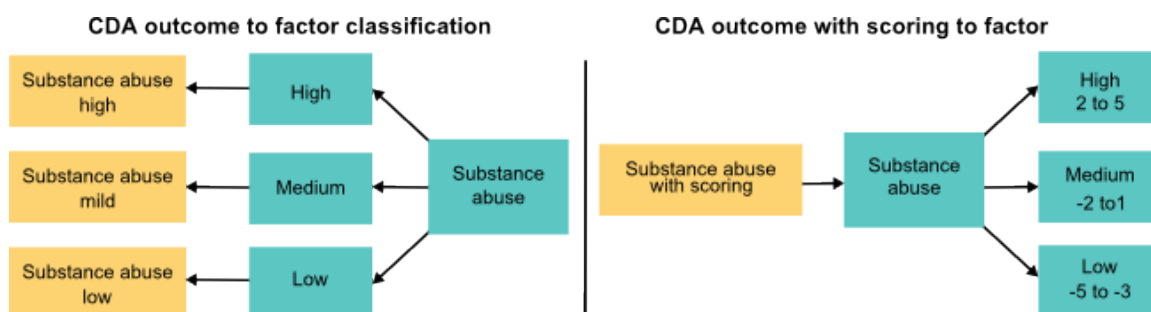 CDA outcome to factor classification
Substance abuse
high
High
Substance abuse
mild
Medium
Substance
abuse
Substance abuse
low
Low
CDA outcome with scoring to factor
Substance abuse
with scoring
Substance
abuse
High
2 to 5
Medium
-2 to1
Low
-5 to -3